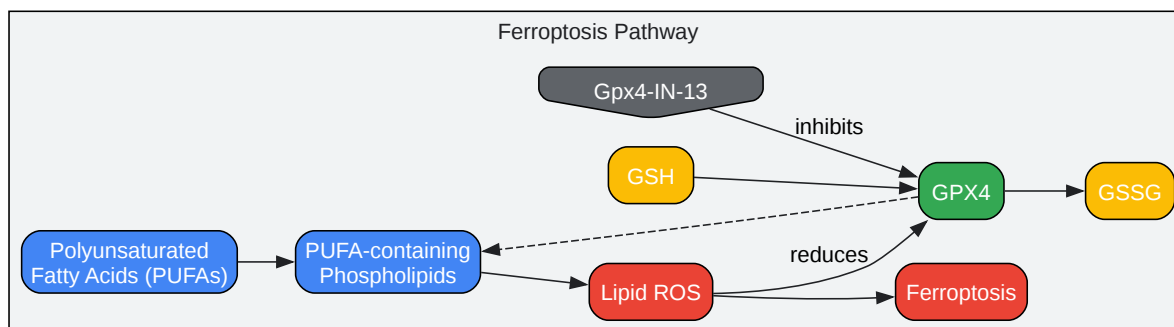 Ferroptosis Pathway
Gpx4-IN-13
inhibits
GSH
GPX4
GSSG
Polyunsaturated
Fatty Acids (PUFAs)
PUFA-containing
Phospholipids
reduces
Lipid ROS
Ferroptosis